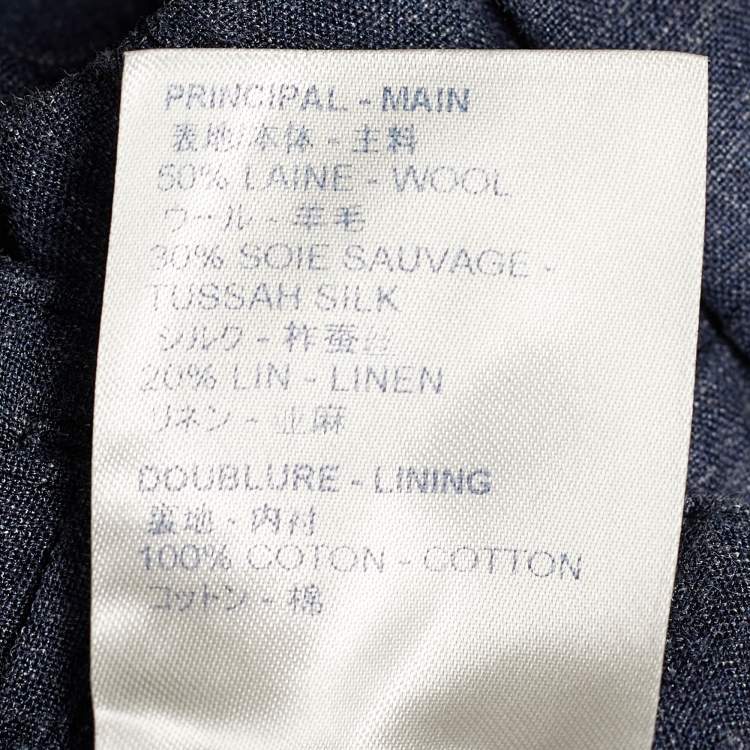 PRINCIPAL - MAIN
表地/本体 - 主料
50% LAINE - WOOL
ウール - 羊毛
30% SOIE SAUVAGE -
TUSSAH SILK
シルク - 柞蚕丝
20% LIN - LINEN
リネン - 亚麻
DOUBLURE - LINING
裏地 - 内衬
100% COTON - COTTON
コットン - 棉